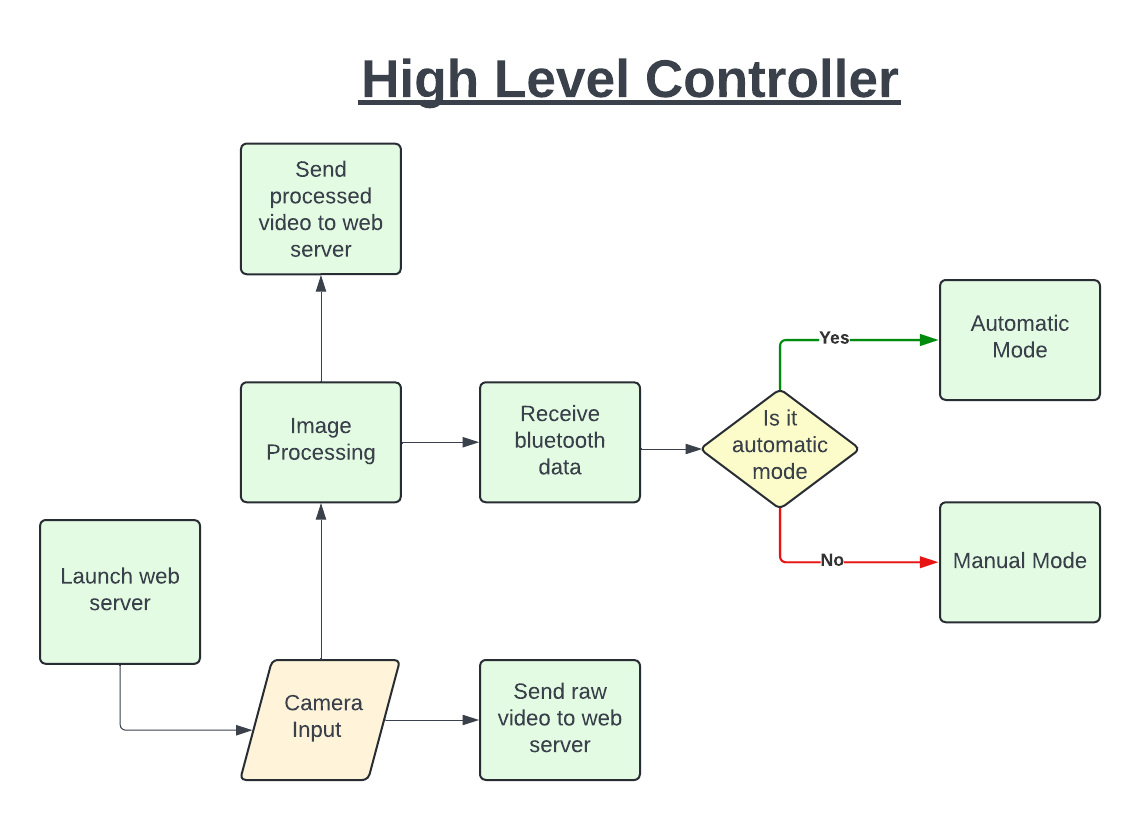 High Level Controller
Send
processed
video to web
server
Automatic
Mode
Yes
Image
Processing
Receive
bluetooth
data
Is it
automatic
mode
No
Manual Mode
Launch web
server
Camera
Input
Send raw
video to web
server